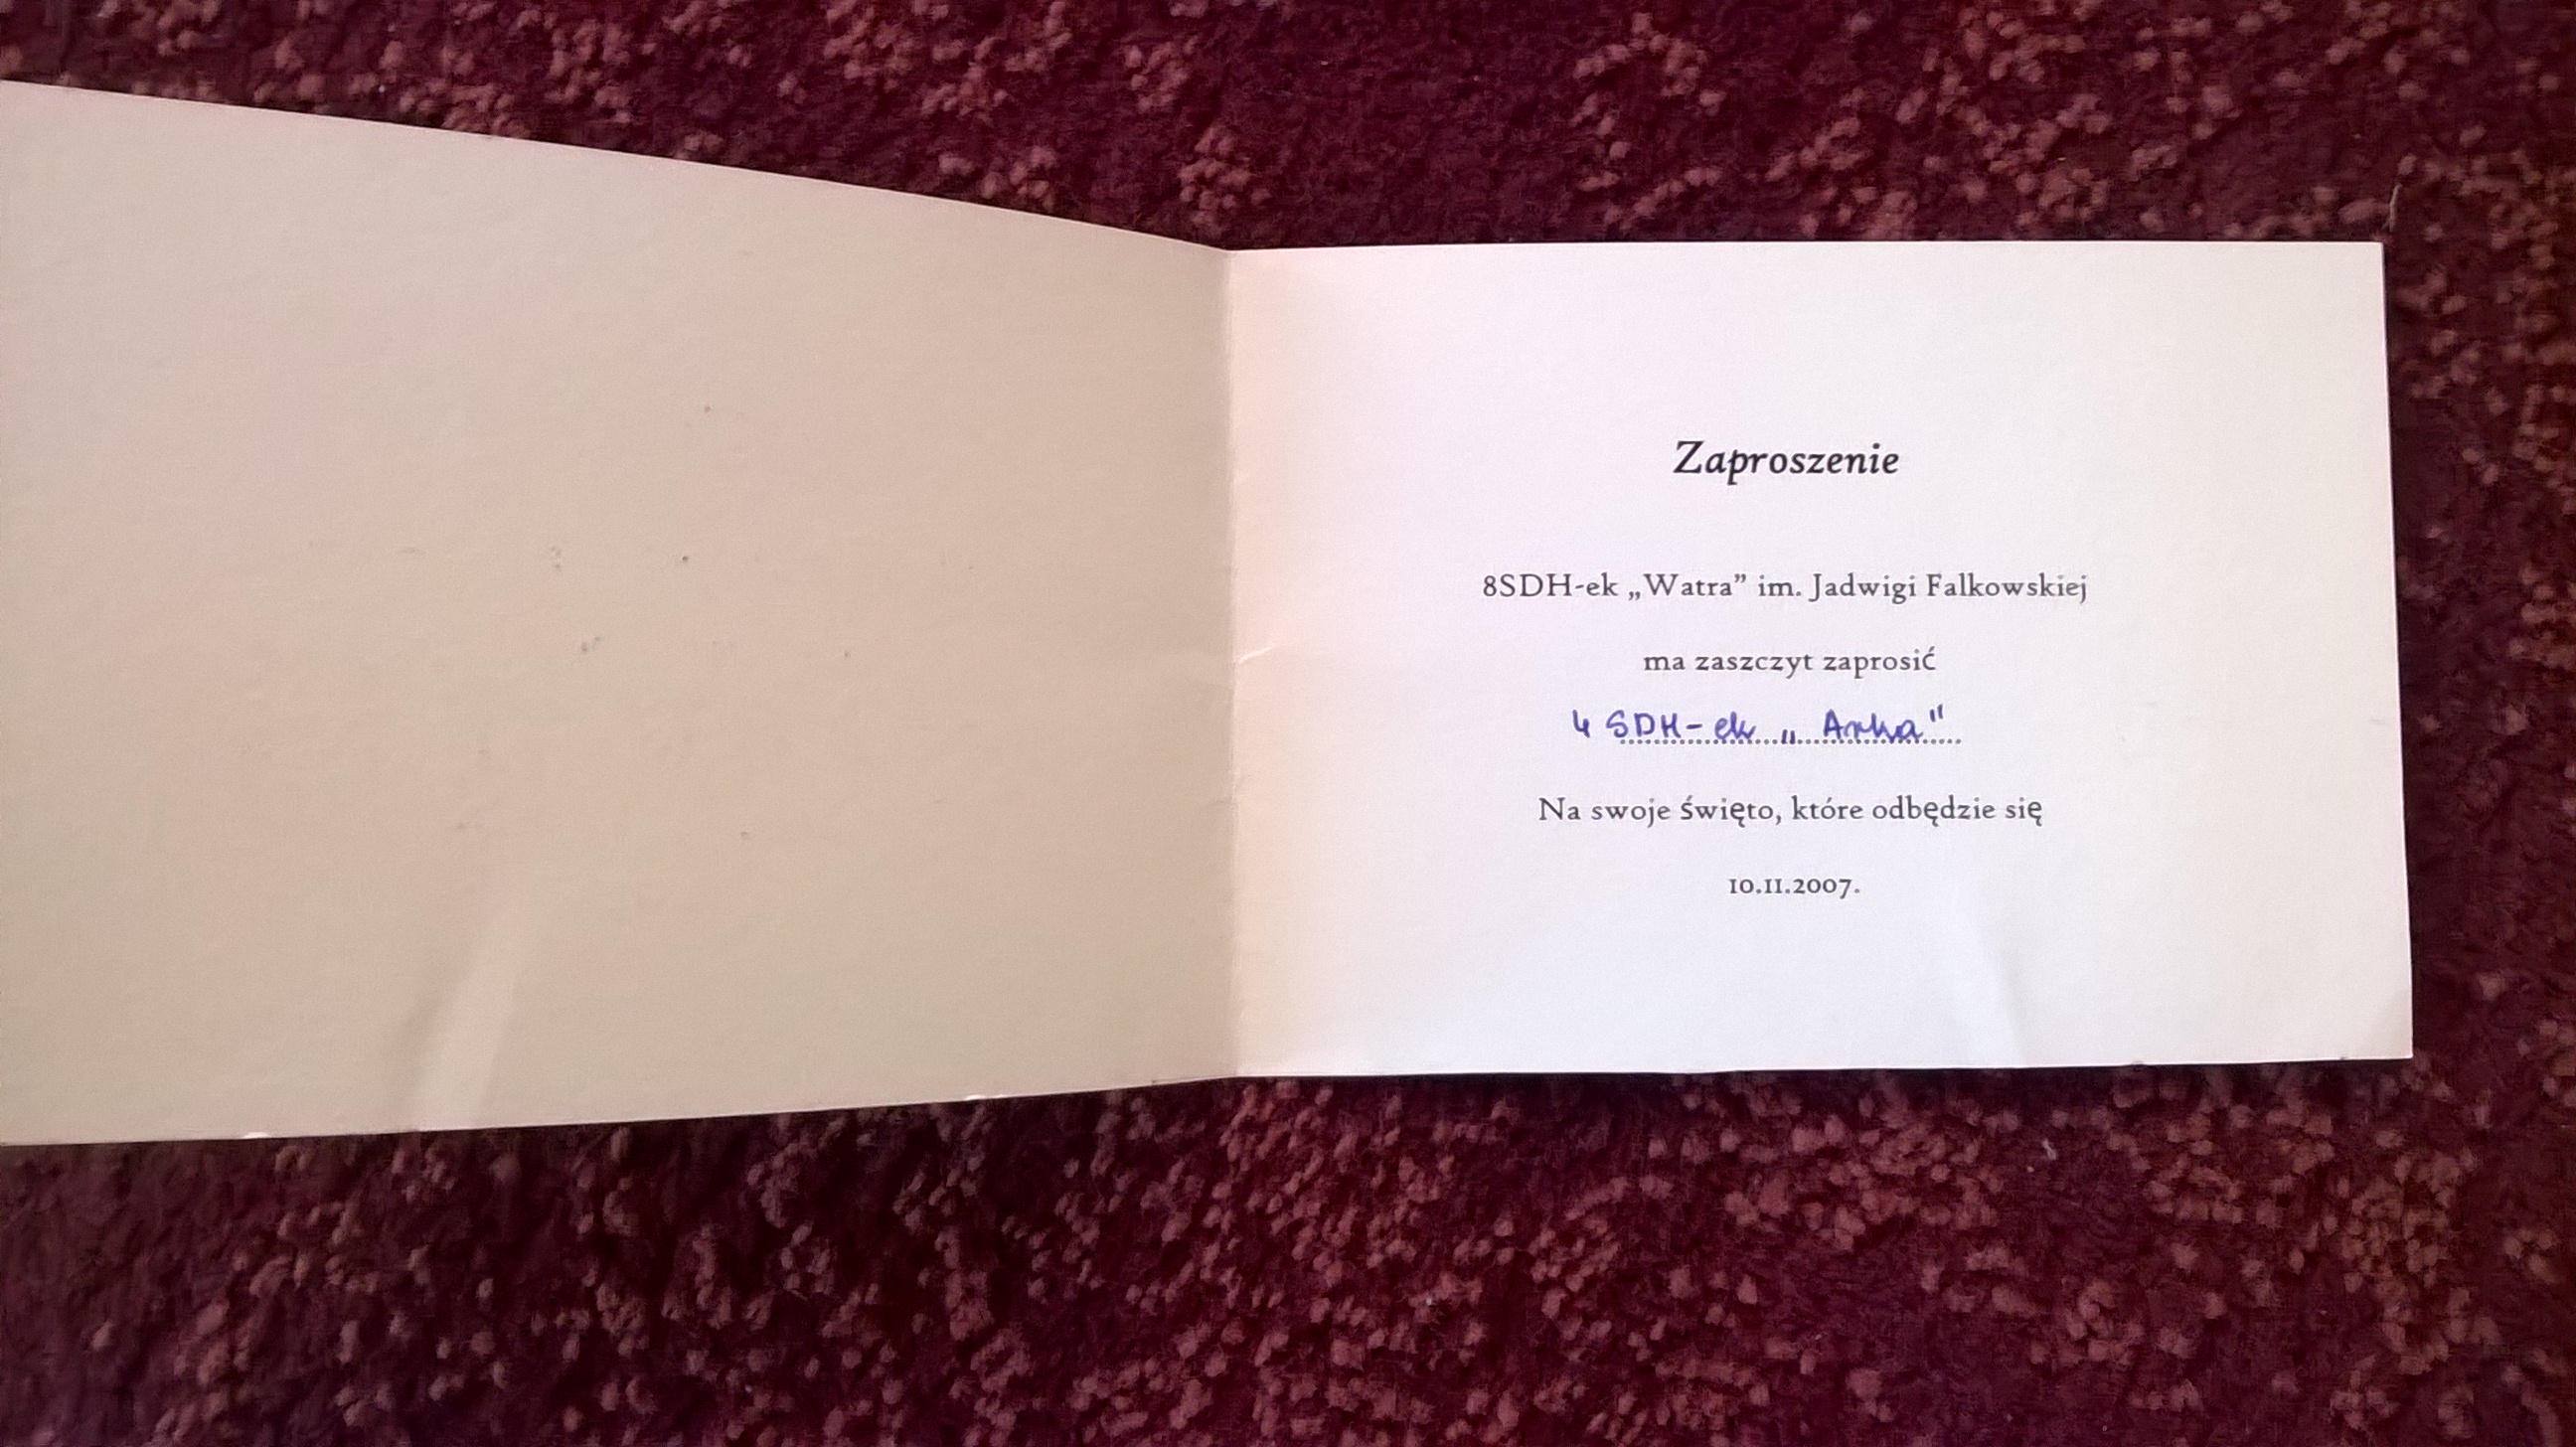 Zaproszenie
8SDH-ek „Watra” im. Jadwigi Falkowskiej
ma zaszczyt zaprosić
4 SDH-ek „Arka”
Na swoje święto, które odbędzie się
10.11.2007.